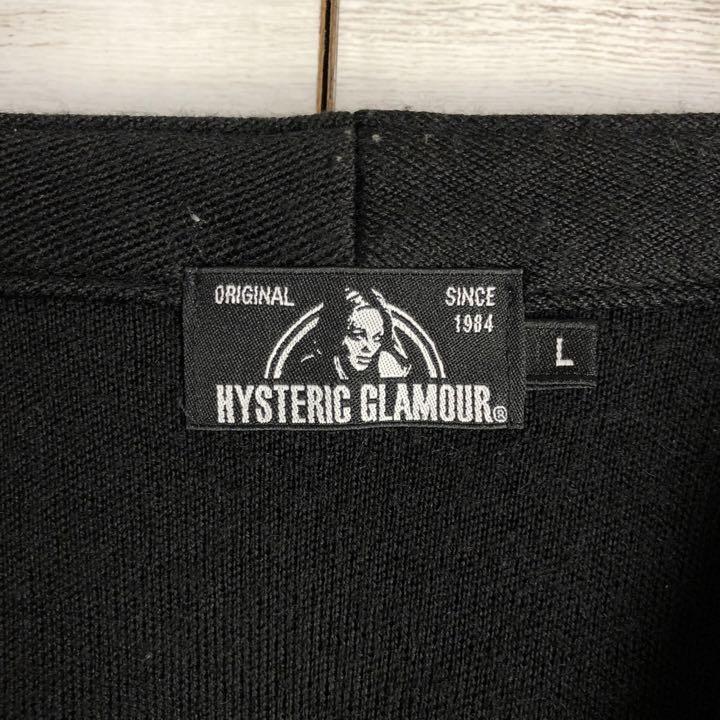 ORIGINAL
SINCE
1984
HYSTERIC GLAMOUR®
L